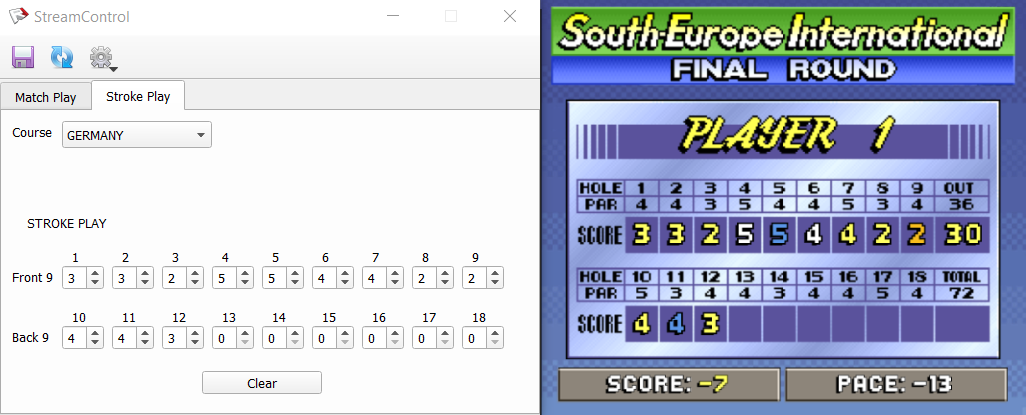 StreamControl
Match Play Stroke Play
Course GERMANY
STROKE PLAY
1 2 3 4 5 6 7 8 9
Front 9 3 3 2 5 5 4 4 2 2
10 11 12 13 14 15 16 17 18
Back 9 4 4 3 0 0 0 0 0 0
Clear
South-Europe International
FINAL ROUND
PLAYER 1
HOLE 1 2 3 4 5 6 7 8 9 OUT
PAR 4 4 3 5 4 4 5 3 4 36
SCORE 3 3 2 5 5 4 4 2 2 30
HOLE 10 11 12 13 14 15 16 17 18 TOTAL
PAR 5 3 4 4 3 4 4 5 4 72
SCORE 4 4 3
SCORE: -7 PACE: -13